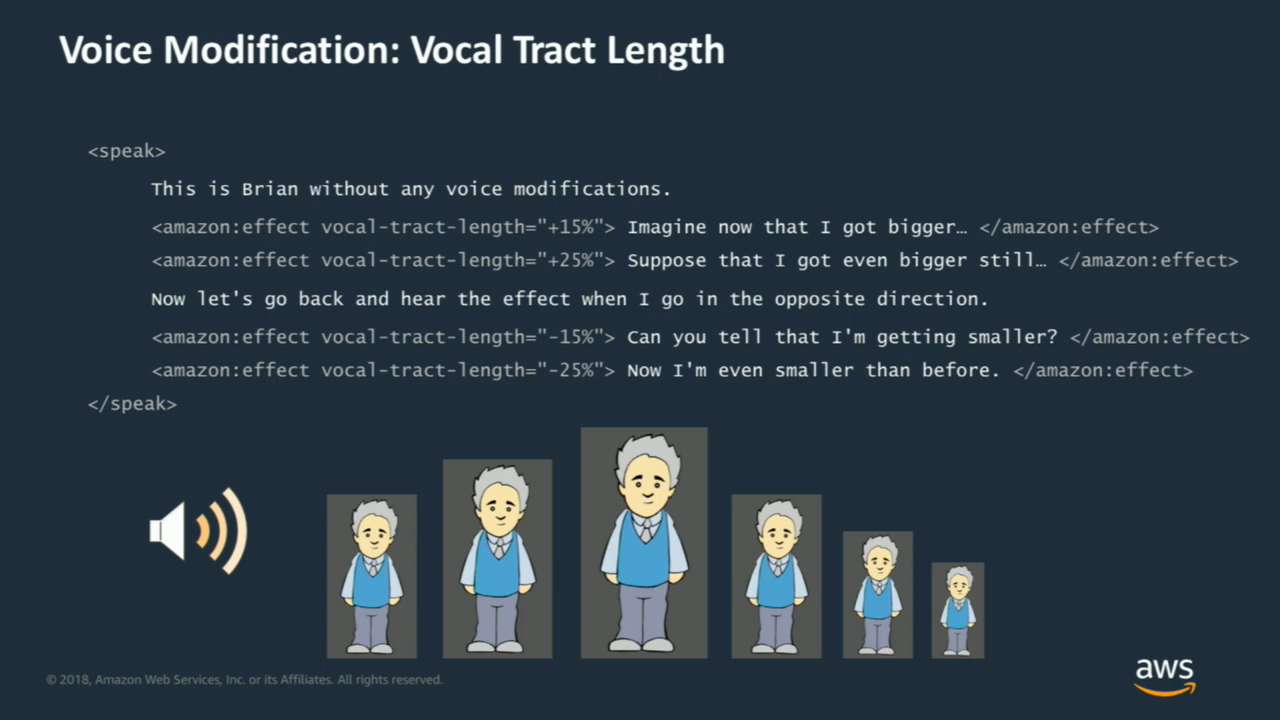 Voice Modification: Vocal Tract Length
<speak>
This is Brian without any voice modifications.
<amazon:effect vocal-tract-length="+15%"> Imagine now that I got bigger… </amazon:effect>
<amazon:effect vocal-tract-length="+25%"> Suppose that I got even bigger still… </amazon:effect>
Now let's go back and hear the effect when I go in the opposite direction.
<amazon:effect vocal-tract-length="-15%"> Can you tell that I'm getting smaller? </amazon:effect>
<amazon:effect vocal-tract-length="-25%"> Now I'm even smaller than before. </amazon:effect>
</speak>
© 2018, Amazon Web Services, Inc. or its Affiliates. All rights reserved.
aws